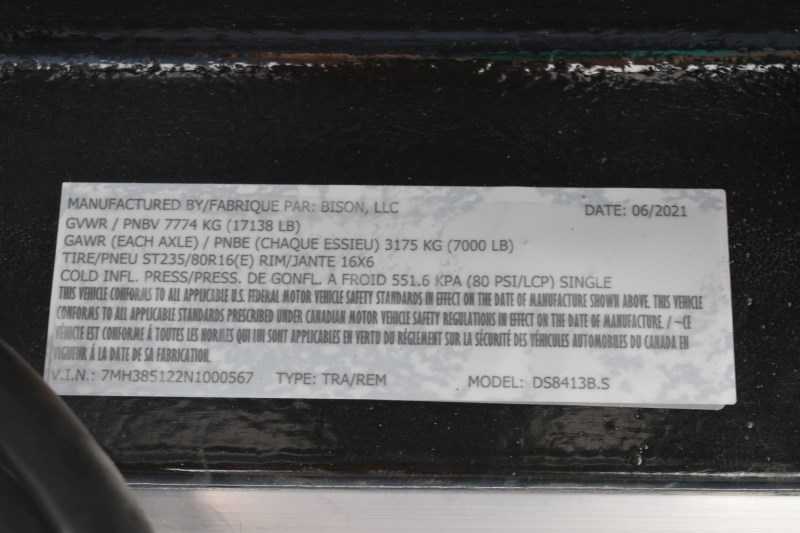 MANUFACTURED BY/FABRIQUE PAR: BISON, LLC DATE: 06/2021
GVWR / PNBV 7774 KG (17138 LB)
GAWR (EACH AXLE) / PNBE (CHAQUE ESSIEU) 3175 KG (7000 LB)
TIRE/PNEU ST235/80R16(E) RIM/JANTE 16X6
COLD INFL. PRESS/PRESS. DE GONFL. A FROID 551.6 KPA (80 PSI/LCP) SINGLE
THIS VEHICLE CONFORMS TO ALL APPLICABLE U.S. FEDERAL MOTOR VEHICLE SAFETY STANDARDS IN EFFECT ON THE DATE OF MANUFACTURE SHOWN ABOVE. THIS VEHICLE
CONFORMS TO ALL APPLICABLE STANDARDS PRESCRIBED UNDER CANADIAN MOTOR VEHICLE SAFETY REGULATIONS IN EFFECT ON THE DATE OF MANUFACTURE. / ~CE
VÉHICLE EST CONFORME À TOUTES LES NORMES QUI LUI SONT APPLICABLES EN VERTU DU RÉGLEMENT SUR LA SÉCURITÉ DES VÉHICULES AUTOMOBILES DU CANADA EN
VIGUEUR À LA DATE DE SA FABRICATION.
V.I.N.: 7MH385122N1000567 TYPE: TRA/REM MODEL: DS8413B.S